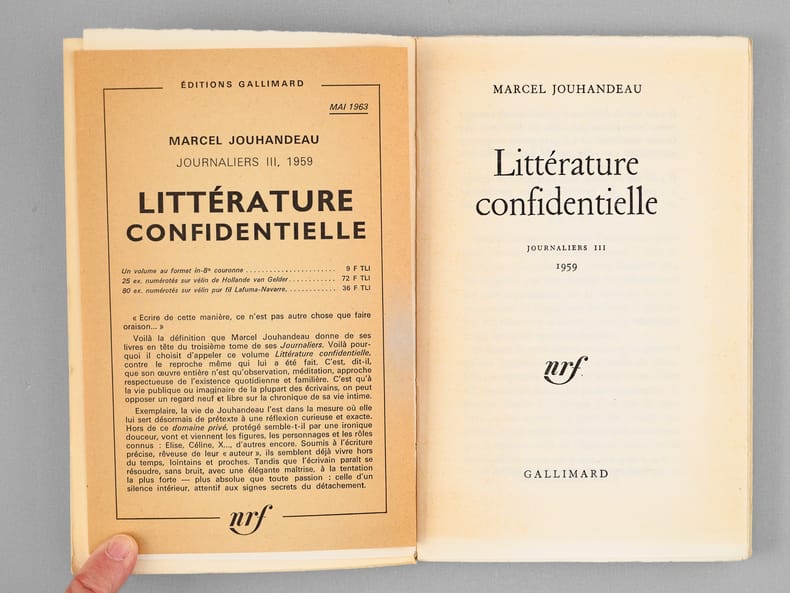 ÉDITIONS GALLIMARD
MAI 1963
MARCEL JOUHANDEAU
JOURNALIERS III, 1959
LITTÉRATURE
CONFIDENTIELLE
Un volume au format in-8º couronne ........................ 9 F TLI
25 ex. numérotés sur vélin de Hollande van Gelder............ 72 F TLI
80 ex. numérotés sur vélin pur fil Lafuma-Navarre............. 36 F TLI
« Ecrire de cette manière, ce n'est pas autre chose que faire
oraison... »
Voilà la définition que Marcel Jouhandeau donne de ses
livres en tête du troisième tome de ses Journaliers. Voilà pour-
quoi il choisit d'appeler ce volume Littérature confidentielle,
contre le reproche même qui lui a été fait. C'est, dit-il,
que son œuvre entière n'est qu'observation, méditation, approche
respectueuse de l'existence quotidienne et familière. C'est qu'à
la vie publique ou imaginaire de la plupart des écrivains, on peut
opposer un regard neuf et libre sur la chronique de sa vie intime.
Exemplaire, la vie de Jouhandeau l'est dans la mesure où elle
lui sert désormais de prétexte à une réflexion curieuse et exacte.
Hors de ce domaine privé, protégé semble-t-il par une ironique
douceur, vont et viennent les figures, les personnages et les rôles
connus : Elise, Céline, X..., d'autres encore. Soumis à l'écriture
précise, rêveuse de leur « auteur », ils semblent déjà vivre hors
du temps, lointains et proches. Tandis que l'écrivain paraît se
résoudre, sans bruit, avec une élégante maîtrise, à la tentation
la plus forte — plus absolue que toute passion : celle d'un
silence intérieur, attentif aux signes secrets du détachement.
nrf
MARCEL JOUHANDEAU
Littérature
confidentielle
JOURNALIERS III
1959
nrf
GALLIMARD